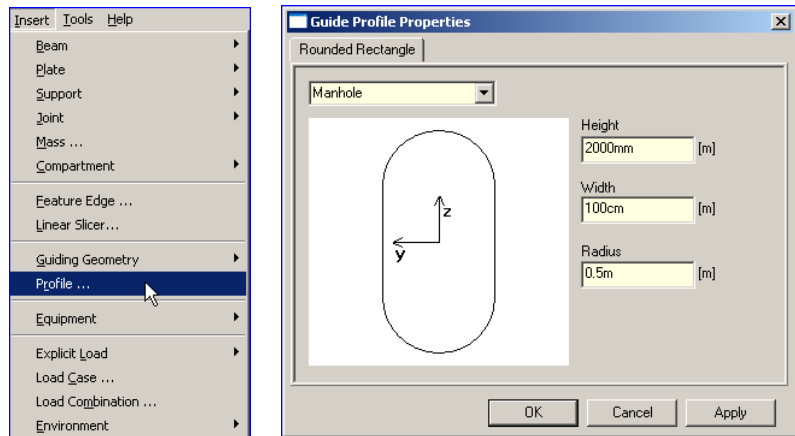 Insert Tools Help
Beam
Plate
Support
Joint
Mass ...
Compartment
Feature Edge ...
Linear Slicer...
Guiding Geometry
Profile ...
Equipment
Explicit Load
Load Case ...
Load Combination ...
Environment
Guide Profile Properties
Rounded Rectangle
Manhole
Height
2000mm [m]
Width
100cm [m]
Radius
0.5m [m]
z
y
OK Cancel Apply